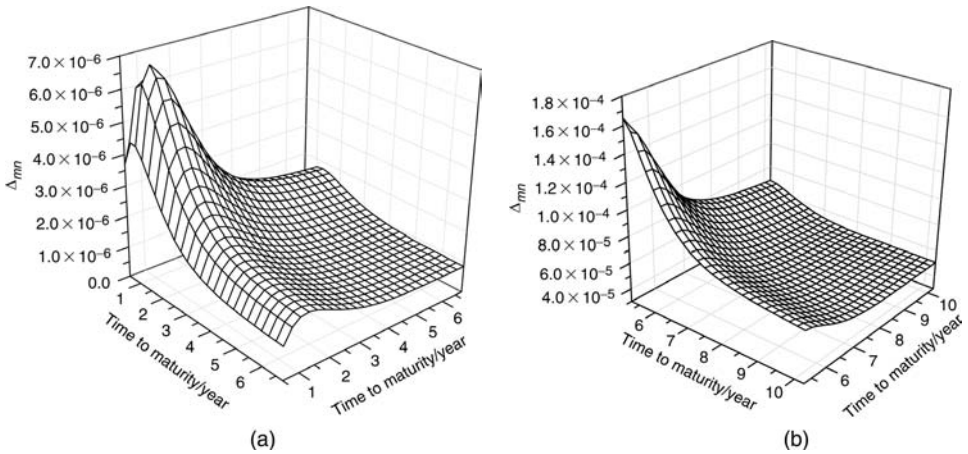 7.0 × 10⁻⁶
6.0 × 10⁻⁶
5.0 × 10⁻⁶
4.0 × 10⁻⁶
3.0 × 10⁻⁶
2.0 × 10⁻⁶
1.0 × 10⁻⁶
0.0
Δmn
1 2 3 4 5 6
Time to maturity/year
1 2 3 4 5 6
Time to maturity/year
(a)
1.8 × 10⁻⁴
1.6 × 10⁻⁴
1.4 × 10⁻⁴
1.2 × 10⁻⁴
1.0 × 10⁻⁴
8.0 × 10⁻⁵
6.0 × 10⁻⁵
4.0 × 10⁻⁵
Δmn
6 7 8 9 10
Time to maturity/year
6 7 8 9 10
Time to maturity/year
(b)